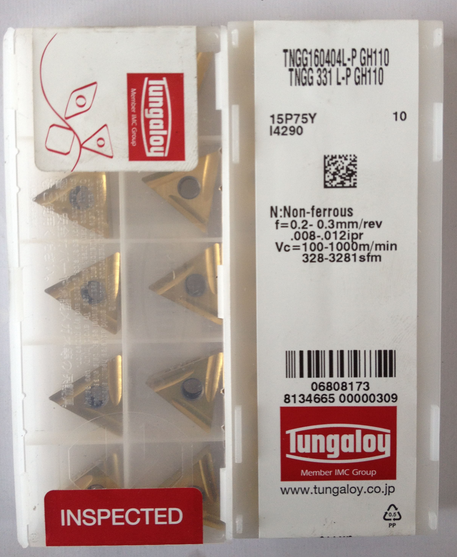 Tungaloy
Member IMC Group
INSPECTED
TNGG160404L-P GH110
TNGG 331 L-P GH110
15P75Y 10
I4290
N:Non-ferrous
f=0.2- 0.3mm/rev
.008-.012ipr
Vc=100-1000m/min
328-3281sfm
06808173
8134665 00000309
Tungaloy
Member IMC Group
www.tungaloy.co.jp
PP